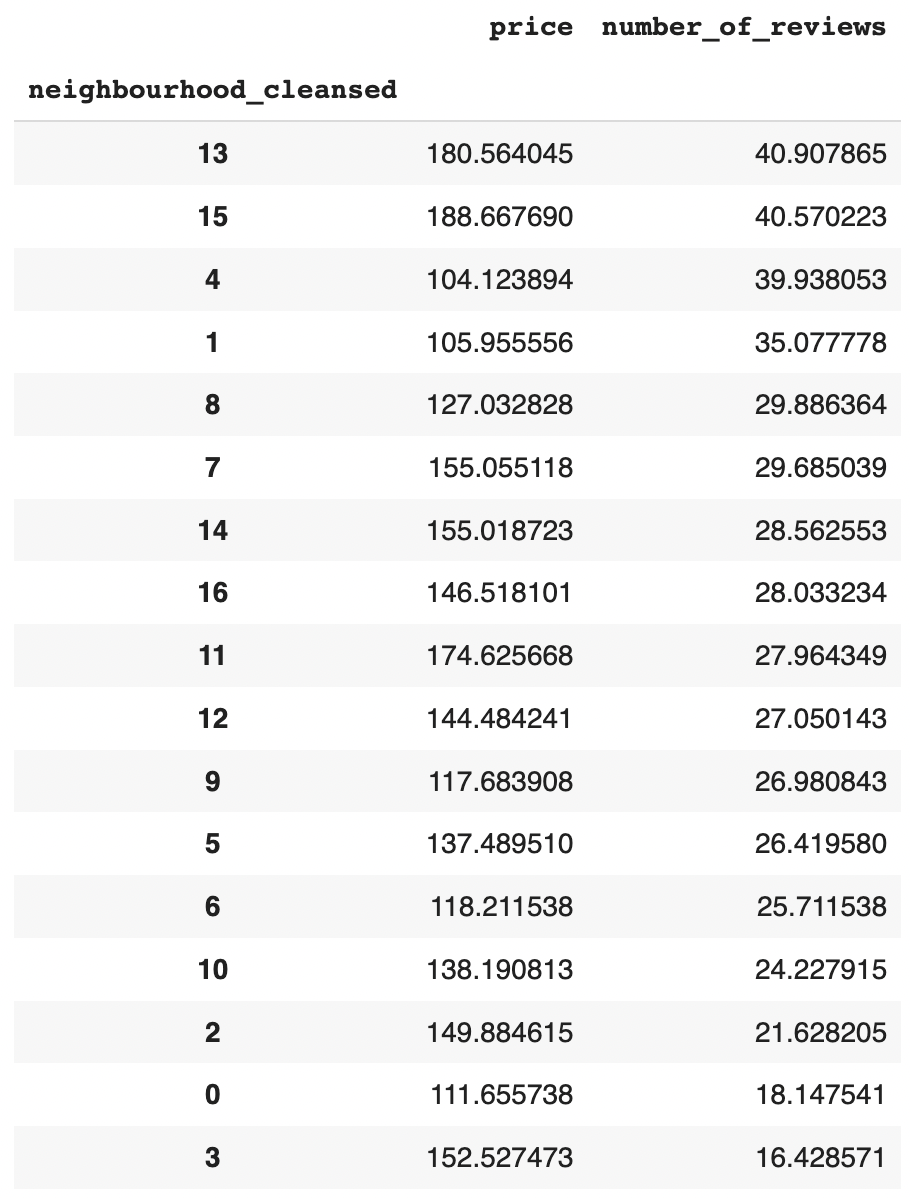 price number_of_reviews
neighbourhood_cleansed
13 180.564045 40.907865
15 188.667690 40.570223
4 104.123894 39.938053
1 105.955556 35.077778
8 127.032828 29.886364
7 155.055118 29.685039
14 155.018723 28.562553
16 146.518101 28.033234
11 174.625668 27.964349
12 144.484241 27.050143
9 117.683908 26.980843
5 137.489510 26.419580
6 118.211538 25.711538
10 138.190813 24.227915
2 149.884615 21.628205
0 111.655738 18.147541
3 152.527473 16.428571